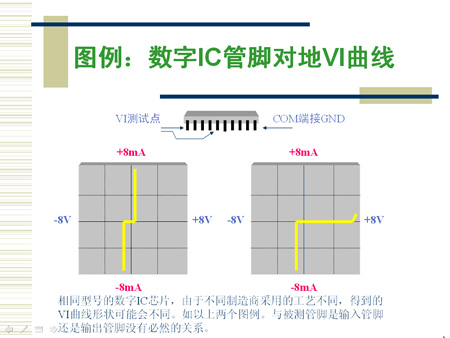 图例：数字IC管脚对地VI曲线
VI测试点
COM端接GND
+8mA
+8mA
-8V
+8V
-8V
+8V
-8mA
-8mA
相同型号的数字IC芯片，由于不同制造商采用的工艺不同，得到的
VI曲线形状可能会不同。如以上两个图例。与被测管脚是输入管脚
还是输出管脚没有必然的关系。